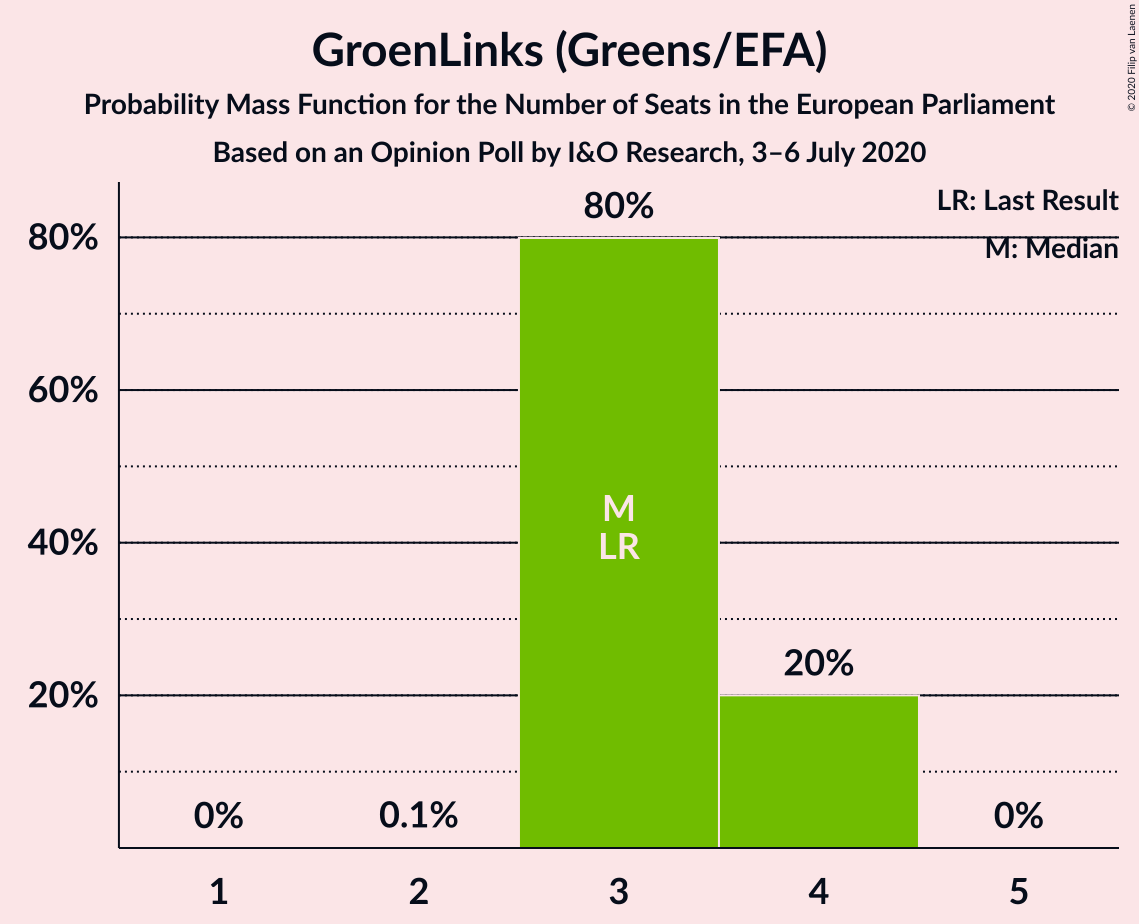 GroenLinks (Greens/EFA)
Probability Mass Function for the Number of Seats in the European Parliament
Based on an Opinion Poll by I&O Research, 3–6 July 2020
© 2020 Filip van Laenen
LR: Last Result
M: Median
80%
60%
40%
20%
0%
0.1%
80%
M
LR
20%
0%
1
2
3
4
5